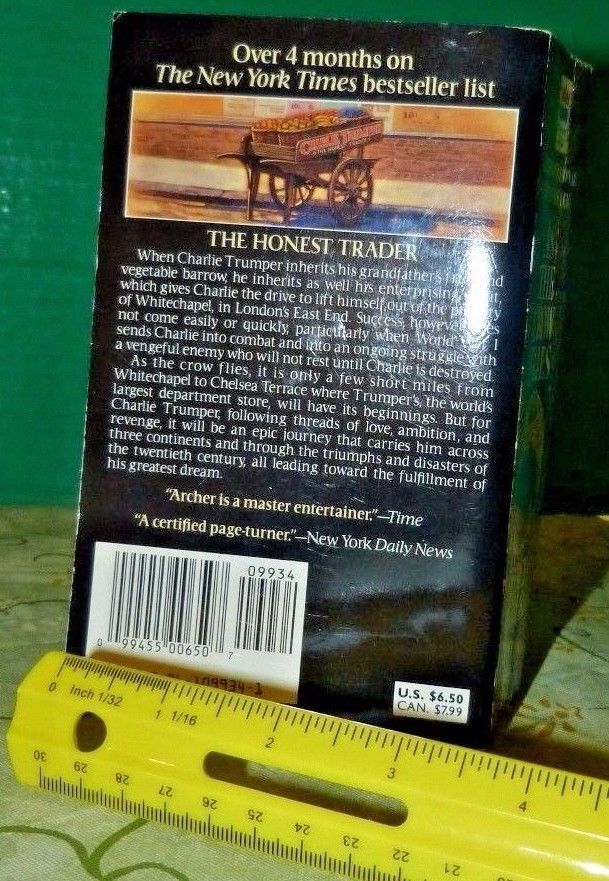 Over 4 months on
The New York Times bestseller list
THE HONEST TRADER
When Charlie Trumper inherits his grandfather's
vegetable barrow, he inherits as well his enterprising
which gives Charlie the drive to lift himself out of the
of Whitechapel, in London's East End. Success,
not come easily or quickly, particularly when World I
sends Charlie into combat and into an ongoing struggle with
a vengeful enemy who will not rest until Charlie is destroyed.
As the crow flies, it is only a few short miles from
Whitechapel to Chelsea Terrace where Trumper's, the world's
largest department store, will have its beginnings. But for
Charlie Trumper, following threads of love, ambition, and
revenge, it will be an epic journey that carries him across
three continents and through the triumphs and disasters of
the twentieth century, all leading toward the fulfillment of
his greatest dream.
"Archer is a master entertainer."—Time
"A certified page-turner."—New York Daily News
09934
0 99455 00650 7
109934-1
U.S. $6.50
CAN. $7.99
0 Inch 1/32 1 1/16 2 3 4
30 29 28 27 26 25 24 23 22 21